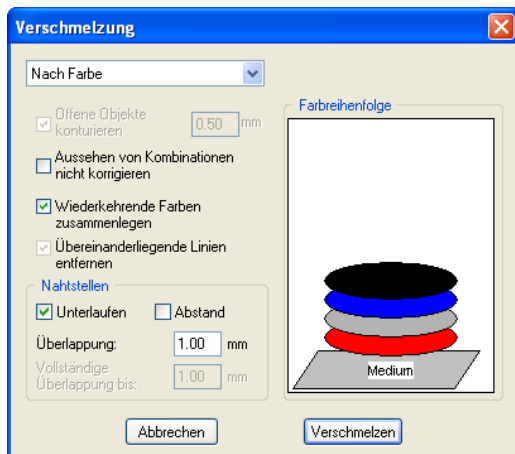 Verschmelzung
Nach Farbe
Offene Objekte
konturieren
0.50 mm
Aussehen von Kombinationen
nicht korrigieren
Wiederkehrende Farben
zusammenlegen
Übereinanderliegende Linien
entfernen
Nahtstellen
Unterlaufen Abstand
Überlappung: 1.00 mm
Vollständige
Überlappung bis: 1.00 mm
Farbreihenfolge
Medium
Abbrechen Verschmelzen